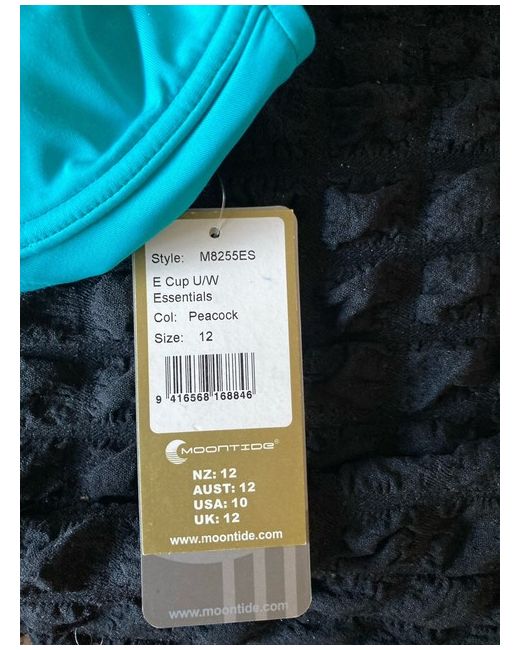 Style: M8255ES
E Cup U/W
Essentials
Col: Peacock
Size: 12
9 416568 168846
MOONTIDE
NZ: 12
AUST: 12
USA: 10
UK: 12
www.moontide.com
www.moontide.com